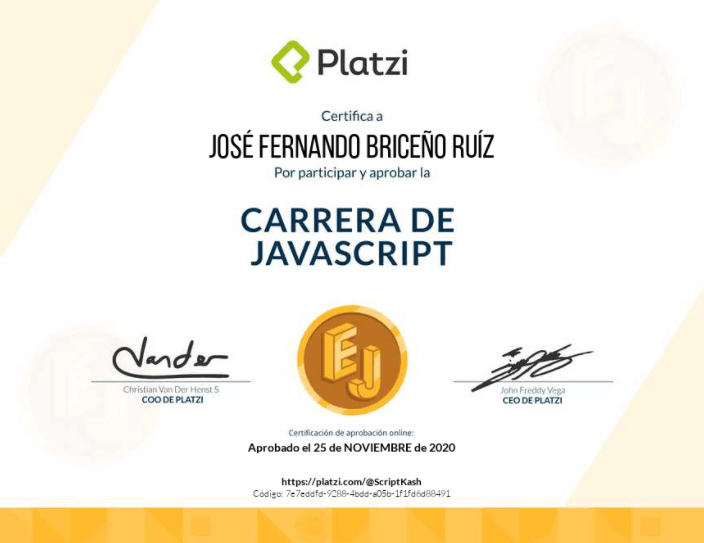 Platzi
Certifica a
JOSÉ FERNANDO BRICEÑO RUÍZ
Por participar y aprobar la
CARRERA DE
JAVASCRIPT
EJ
Christian Van Der Henst S
COO DE PLATZI
John Freddy Vega
CEO DE PLATZI
Certificación de aprobación online:
Aprobado el 25 de NOVIEMBRE de 2020
https://platzi.com/@ScriptKash
Código: 7e7eddfd-9288-4bdd-a05b-1f1fd6d88491